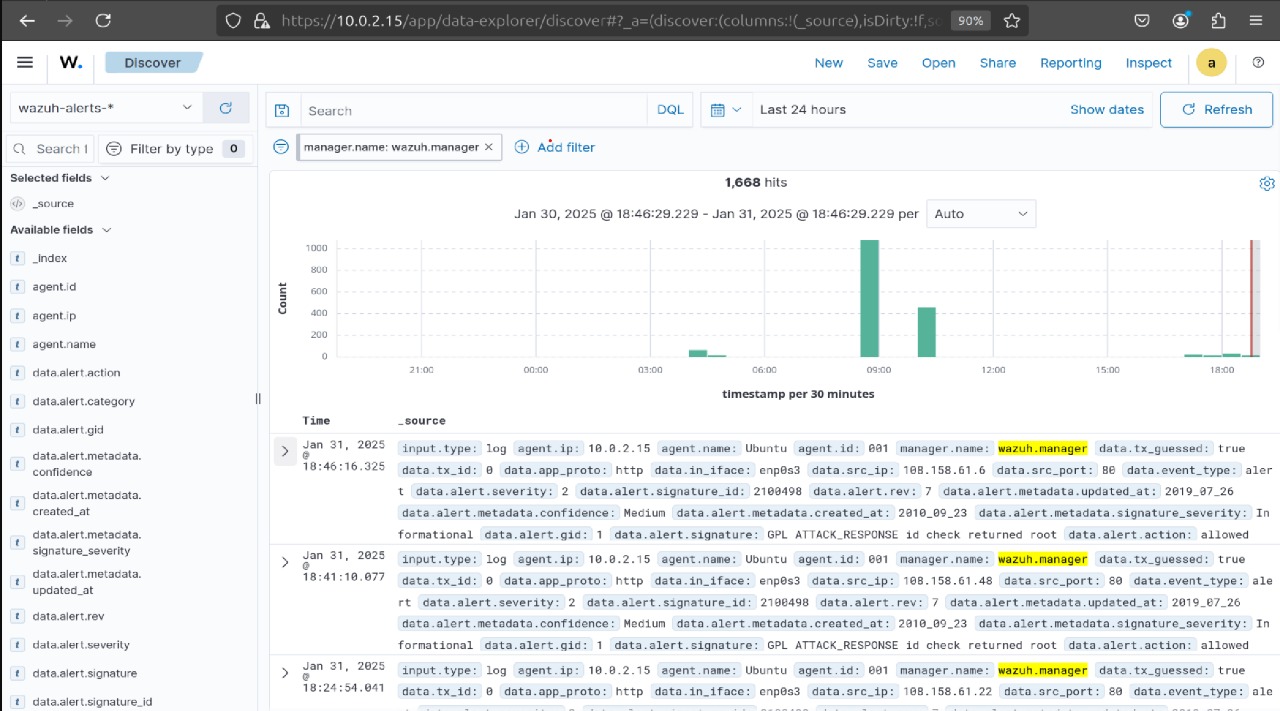 https://10.0.2.15/app/data-explorer/discover#?_a=(discover:(columns:!(_source),isDirty:!f,sc
90%
W. Discover New Save Open Share Reporting Inspect a
wazuh-alerts-* Search DQL Last 24 hours Show dates Refresh
Search f Filter by type 0 manager.name: wazuh.manager × Add filter
Selected fields
_source
Available fields
t _index
t agent.id
t agent.ip
t agent.name
t data.alert.action
t data.alert.category
t data.alert.gid
t data.alert.metadata.
confidence
t data.alert.metadata.
created_at
t data.alert.metadata.
signature_severity
t data.alert.metadata.
updated_at
t data.alert.rev
t data.alert.severity
t data.alert.signature
t data.alert.signature_id
1,668 hits
Jan 30, 2025 @ 18:46:29.229 - Jan 31, 2025 @ 18:46:29.229 per Auto
Count
1000
800
600
400
200
0
21:00 00:00 03:00 06:00 09:00 12:00 15:00 18:00
timestamp per 30 minutes
Time _source
Jan 31, 2025
@
18:46:16.325
input.type: log agent.ip: 10.0.2.15 agent.name: Ubuntu agent.id: 001 manager.name: wazuh.manager data.tx_guessed: true
data.tx_id: 0 data.app_proto: http data.in_iface: enp0s3 data.src_ip: 108.158.61.6 data.src_port: 80 data.event_type: aler
t data.alert.severity: 2 data.alert.signature_id: 2100498 data.alert.rev: 7 data.alert.metadata.updated_at: 2019_07_26
data.alert.metadata.confidence: Medium data.alert.metadata.created_at: 2010_09_23 data.alert.metadata.signature_severity: In
formational data.alert.gid: 1 data.alert.signature: GPL ATTACK_RESPONSE id check returned root data.alert.action: allowed
Jan 31, 2025
@
18:41:10.077
input.type: log agent.ip: 10.0.2.15 agent.name: Ubuntu agent.id: 001 manager.name: wazuh.manager data.tx_guessed: true
data.tx_id: 0 data.app_proto: http data.in_iface: enp0s3 data.src_ip: 108.158.61.48 data.src_port: 80 data.event_type: ale
rt data.alert.severity: 2 data.alert.signature_id: 2100498 data.alert.rev: 7 data.alert.metadata.updated_at: 2019_07_26
data.alert.metadata.confidence: Medium data.alert.metadata.created_at: 2010_09_23 data.alert.metadata.signature_severity: In
formational data.alert.gid: 1 data.alert.signature: GPL ATTACK_RESPONSE id check returned root data.alert.action: allowed
Jan 31, 2025
@
18:24:54.041
input.type: log agent.ip: 10.0.2.15 agent.name: Ubuntu agent.id: 001 manager.name: wazuh.manager data.tx_guessed: true
data.tx_id: 0 data.app_proto: http data.in_iface: enp0s3 data.src_ip: 108.158.61.22 data.src_port: 80 data.event_type: ale